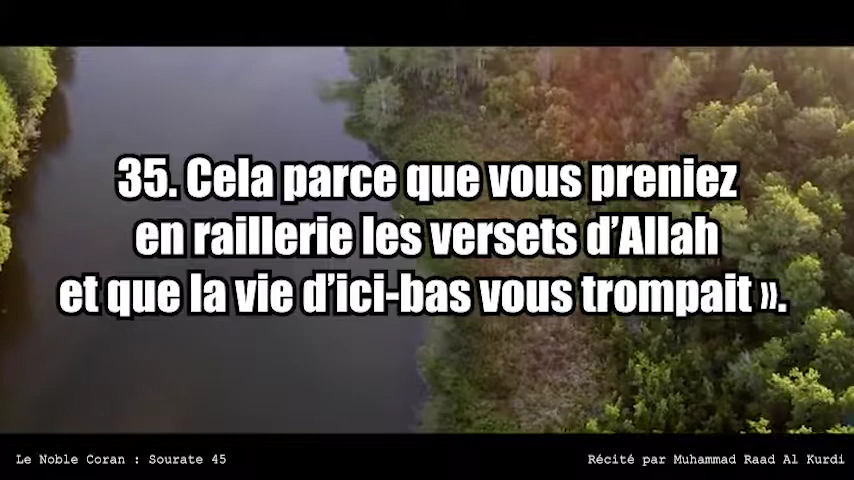 35. Cela parce que vous preniez
en raillerie les versets d’Allah
et que la vie d’ici-bas vous trompait ».
Le Noble Coran : Sourate 45
Récité par Muhammad Raad Al Kurdi